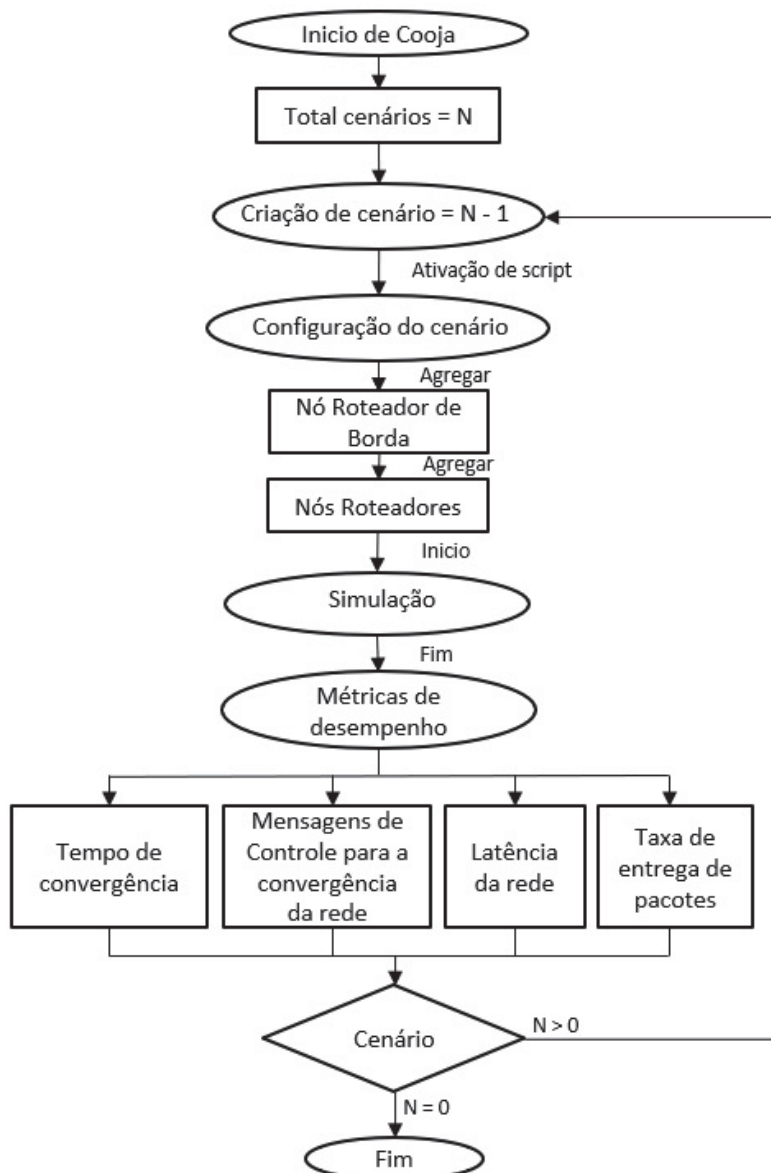 Inicio de Cooja
Total cenários = N
Criação de cenário = N - 1
Ativação de script
Configuração do cenário
Agregar
Nó Roteador de
Borda
Agregar
Nós Roteadores
Inicio
Simulação
Fim
Métricas de
desempenho
Tempo de
convergência
Mensagens de
Controle para a
convergência
da rede
Latência
da rede
Taxa de
entrega de
pacotes
Cenário
N > 0
N = 0
Fim